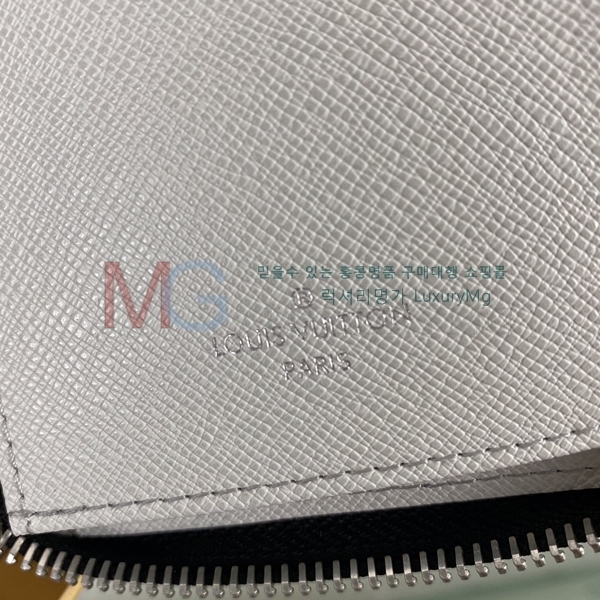 MG
믿을수 있는 홍콩명품 구매대행 쇼핑몰
럭셔리명가 LuxuryMg
LOUIS VUITTON
PARIS